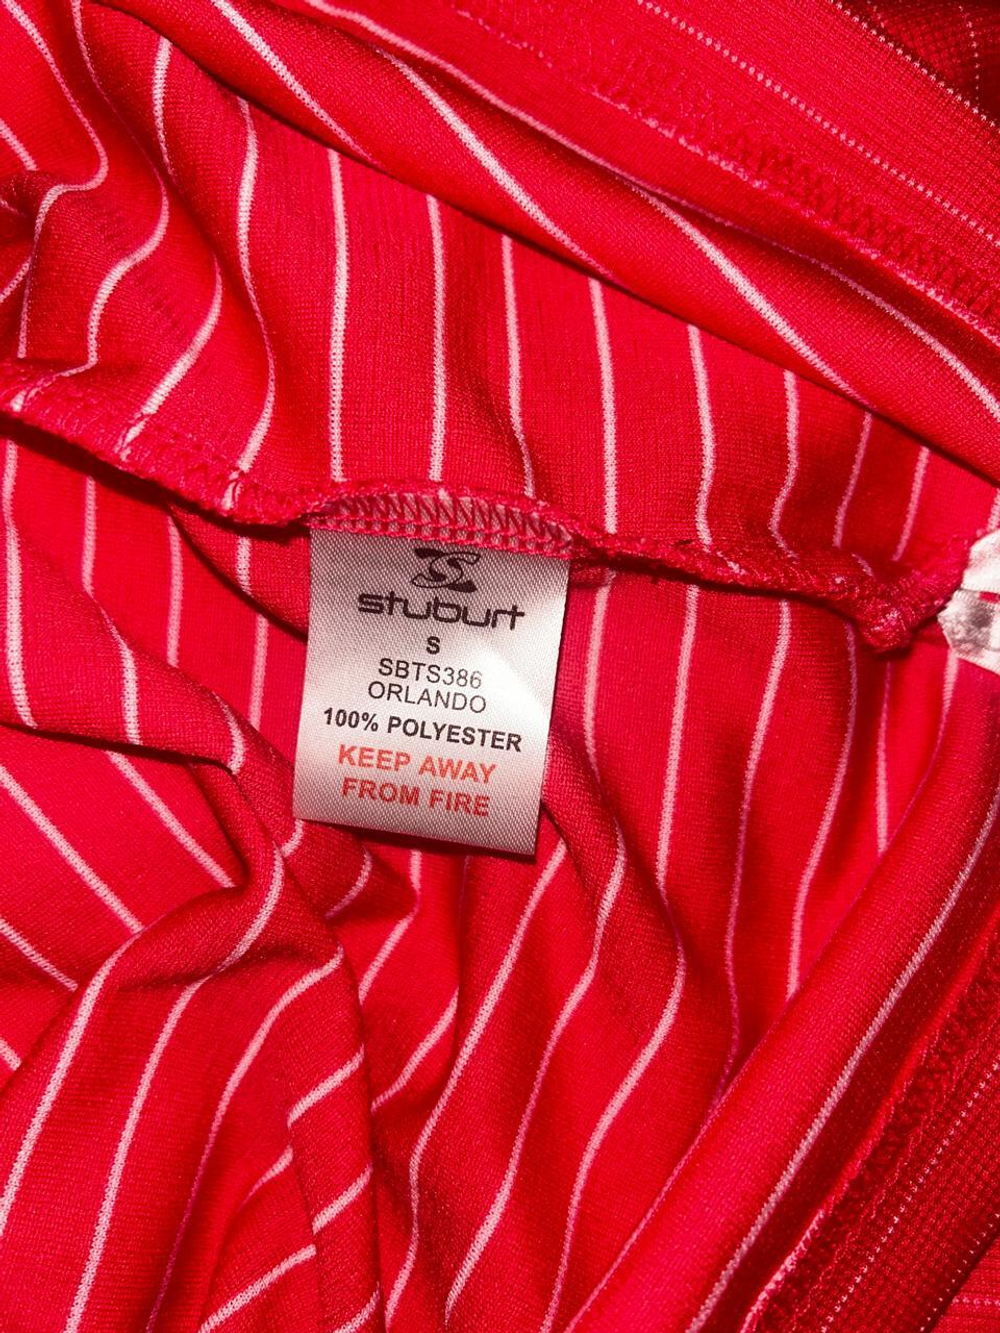 stuburt
S
SBTS386
ORLANDO
100% POLYESTER
KEEP AWAY
FROM FIRE